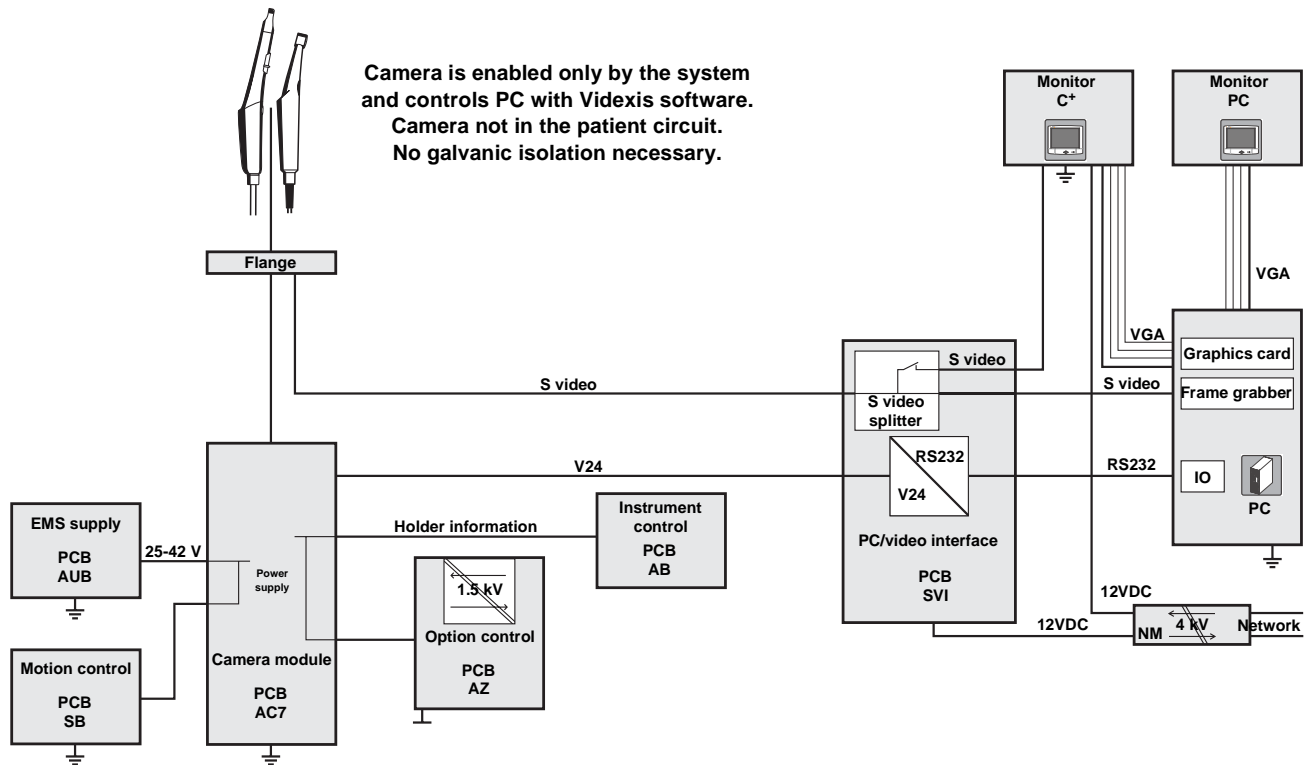 Camera is enabled only by the system
and controls PC with Videxis software.
Camera not in the patient circuit.
No galvanic isolation necessary.
Monitor
C+
Monitor
PC
Flange
VGA
VGA
Graphics card
S video
S video
S video
Frame grabber
S video
splitter
V24
RS232
V24
RS232
IO
PC
EMS supply
PCB
AUB
25-42 V
Power
supply
Holder information
Instrument
control
PCB
AB
PC/video interface
PCB
SVI
1.5 kV
Option control
PCB
AZ
12VDC
12VDC
NM
4 kV
Network
Motion control
PCB
SB
Camera module
PCB
AC7